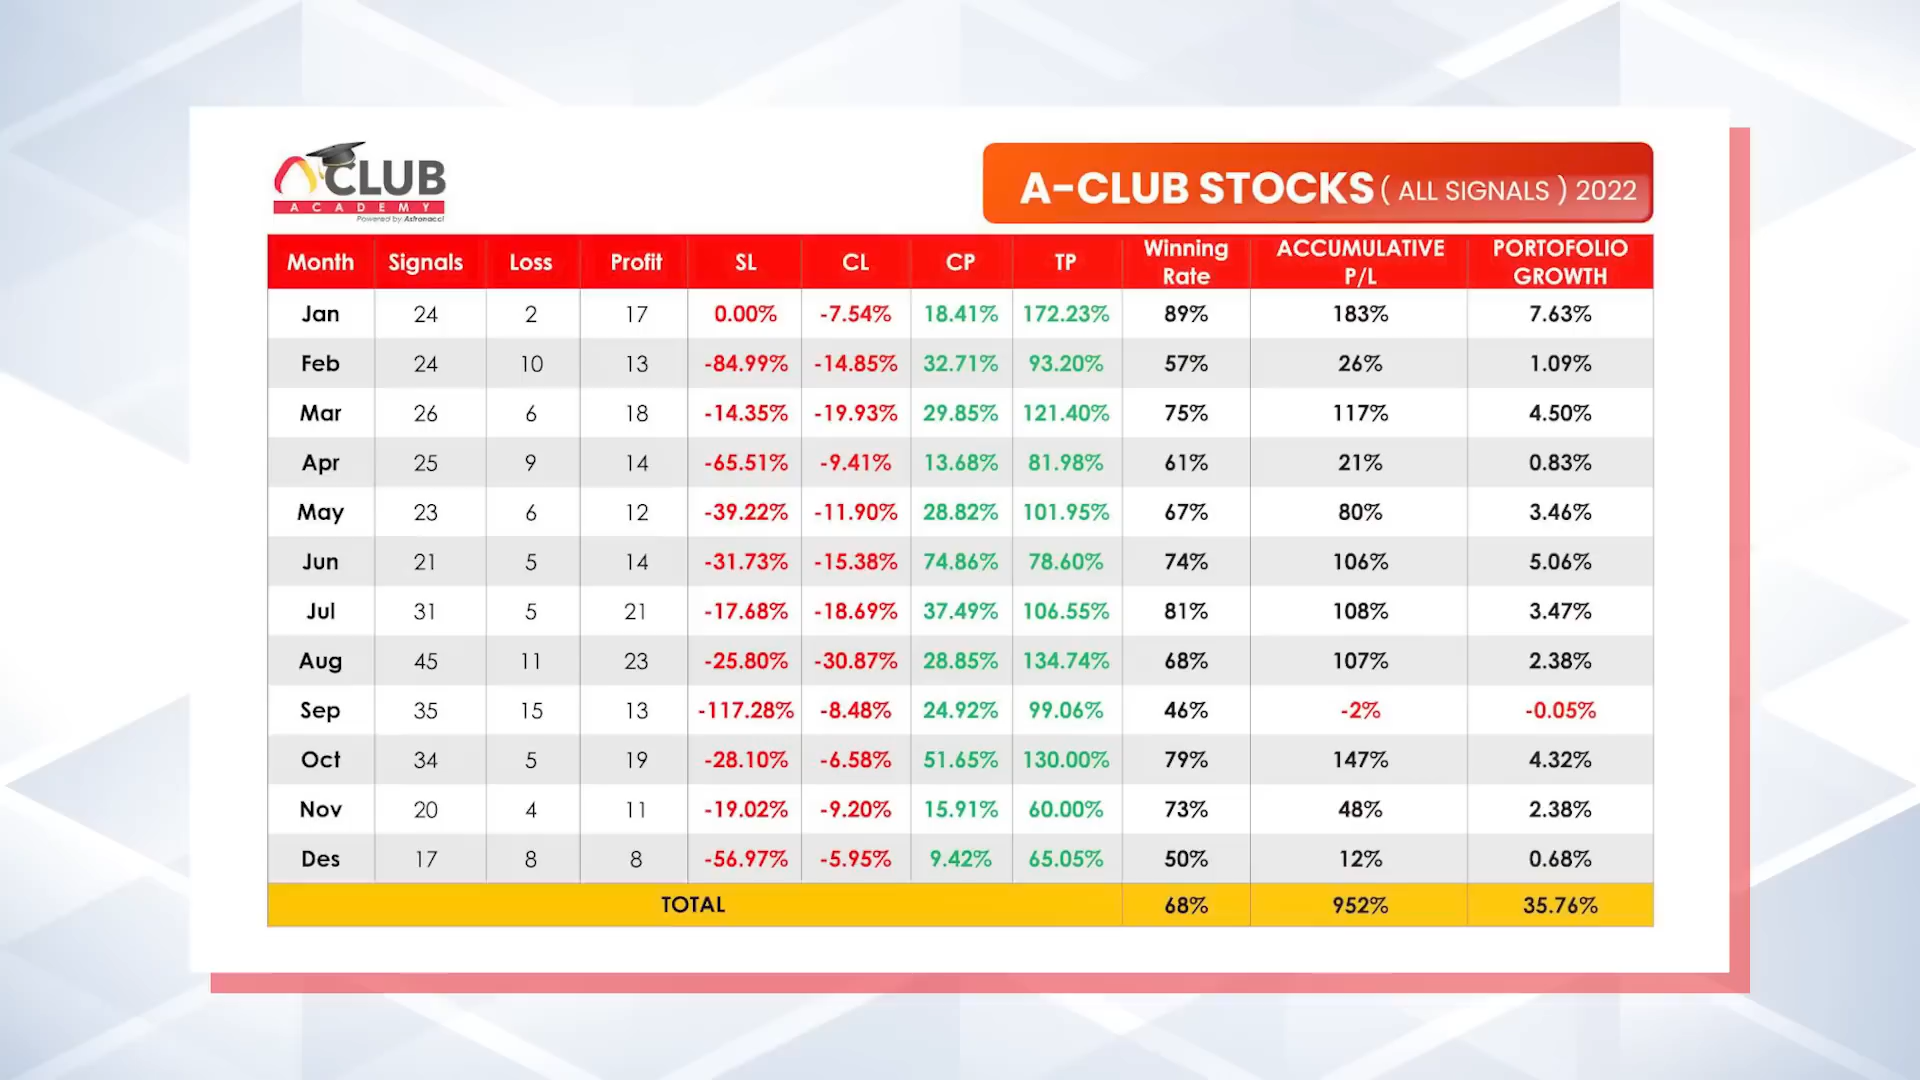 CLUB
ACADEMY
Powered by Astronacci
A-CLUB STOCKS ( ALL SIGNALS ) 2022
Month Signals Loss Profit SL CL CP TP Winning Rate ACCUMULATIVE P/L PORTOFOLIO GROWTH
Jan 24 2 17 0.00% -7.54% 18.41% 172.23% 89% 183% 7.63%
Feb 24 10 13 -84.99% -14.85% 32.71% 93.20% 57% 26% 1.09%
Mar 26 6 18 -14.35% -19.93% 29.85% 121.40% 75% 117% 4.50%
Apr 25 9 14 -65.51% -9.41% 13.68% 81.98% 61% 21% 0.83%
May 23 6 12 -39.22% -11.90% 28.82% 101.95% 67% 80% 3.46%
Jun 21 5 14 -31.73% -15.38% 74.86% 78.60% 74% 106% 5.06%
Jul 31 5 21 -17.68% -18.69% 37.49% 106.55% 81% 108% 3.47%
Aug 45 11 23 -25.80% -30.87% 28.85% 134.74% 68% 107% 2.38%
Sep 35 15 13 -117.28% -8.48% 24.92% 99.06% 46% -2% -0.05%
Oct 34 5 19 -28.10% -6.58% 51.65% 130.00% 79% 147% 4.32%
Nov 20 4 11 -19.02% -9.20% 15.91% 60.00% 73% 48% 2.38%
Des 17 8 8 -56.97% -5.95% 9.42% 65.05% 50% 12% 0.68%
TOTAL 68% 952% 35.76%